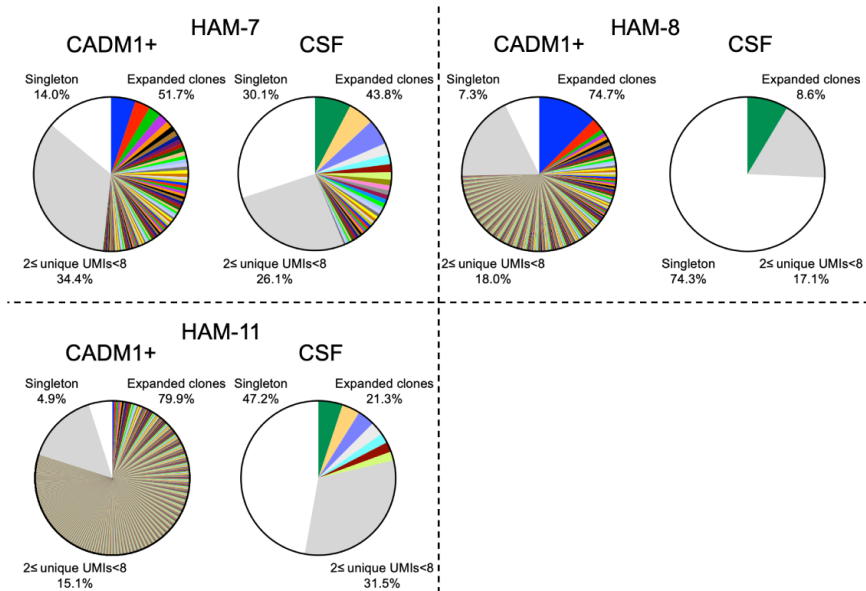 HAM-7
CADM1+ CSF
Singleton 14.0%
Expanded clones 51.7%
2≤ unique UMIs<8
34.4%
Singleton 30.1%
Expanded clones 43.8%
2≤ unique UMIs<8
26.1%
HAM-8
CADM1+ CSF
Singleton 7.3%
Expanded clones 74.7%
2≤ unique UMIs<8
18.0%
Expanded clones
8.6%
Singleton
74.3%
2≤ unique UMIs<8
17.1%
HAM-11
CADM1+ CSF
Singleton 4.9%
Expanded clones 79.9%
2≤ unique UMIs<8
15.1%
Singleton 47.2%
Expanded clones 21.3%
2≤ unique UMIs<8
31.5%